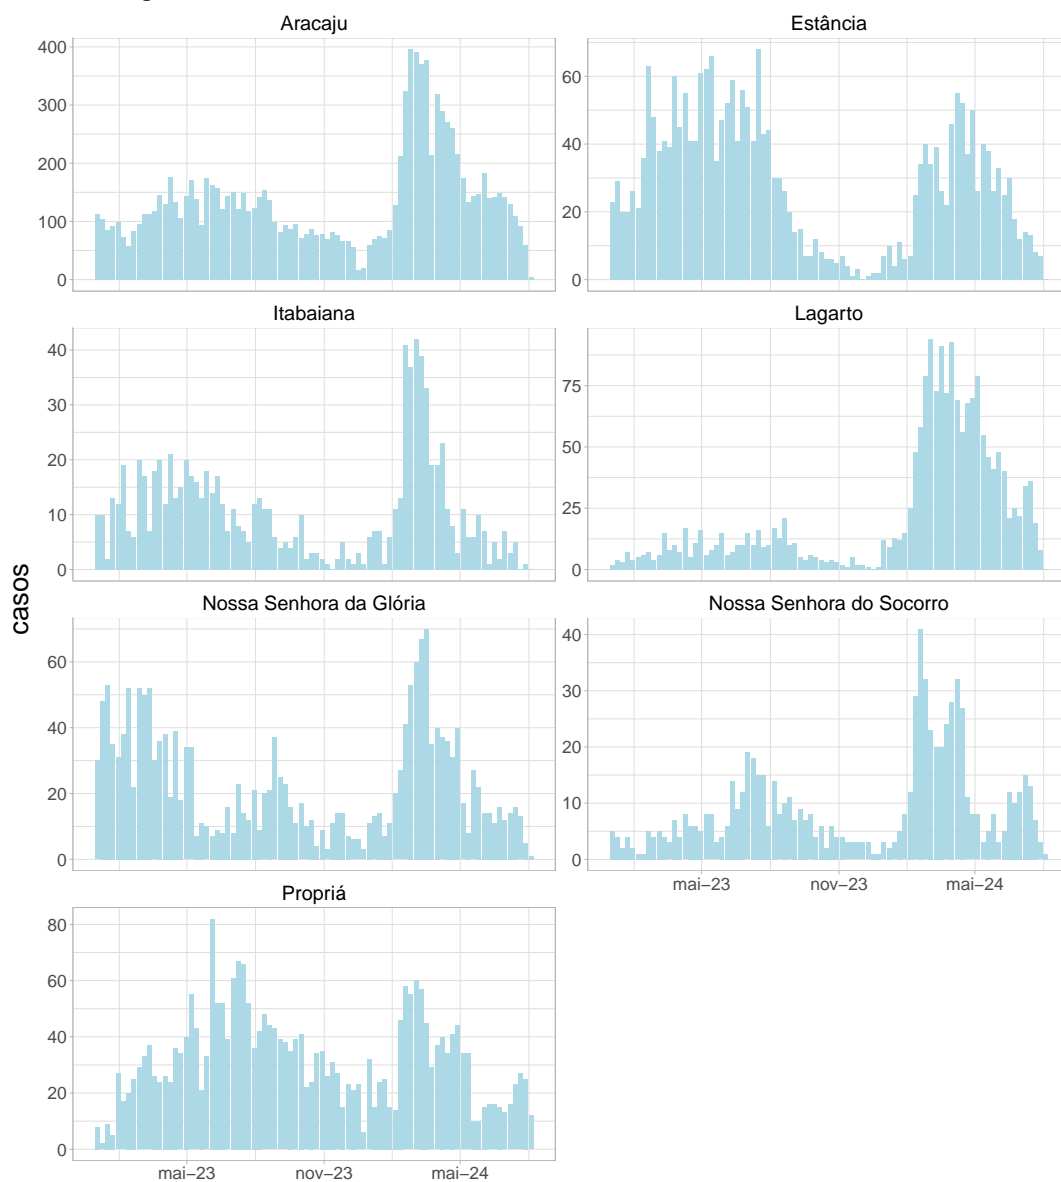 Aracaju
Estância
400
300
200
100
0
60
40
20
0
Itabaiana
Lagarto
40
30
20
10
0
75
50
25
0
casos
Nossa Senhora da Glória
Nossa Senhora do Socorro
60
40
20
0
40
30
20
10
0
mai–23
nov–23
mai–24
Propriá
80
60
40
20
0
mai–23
nov–23
mai–24